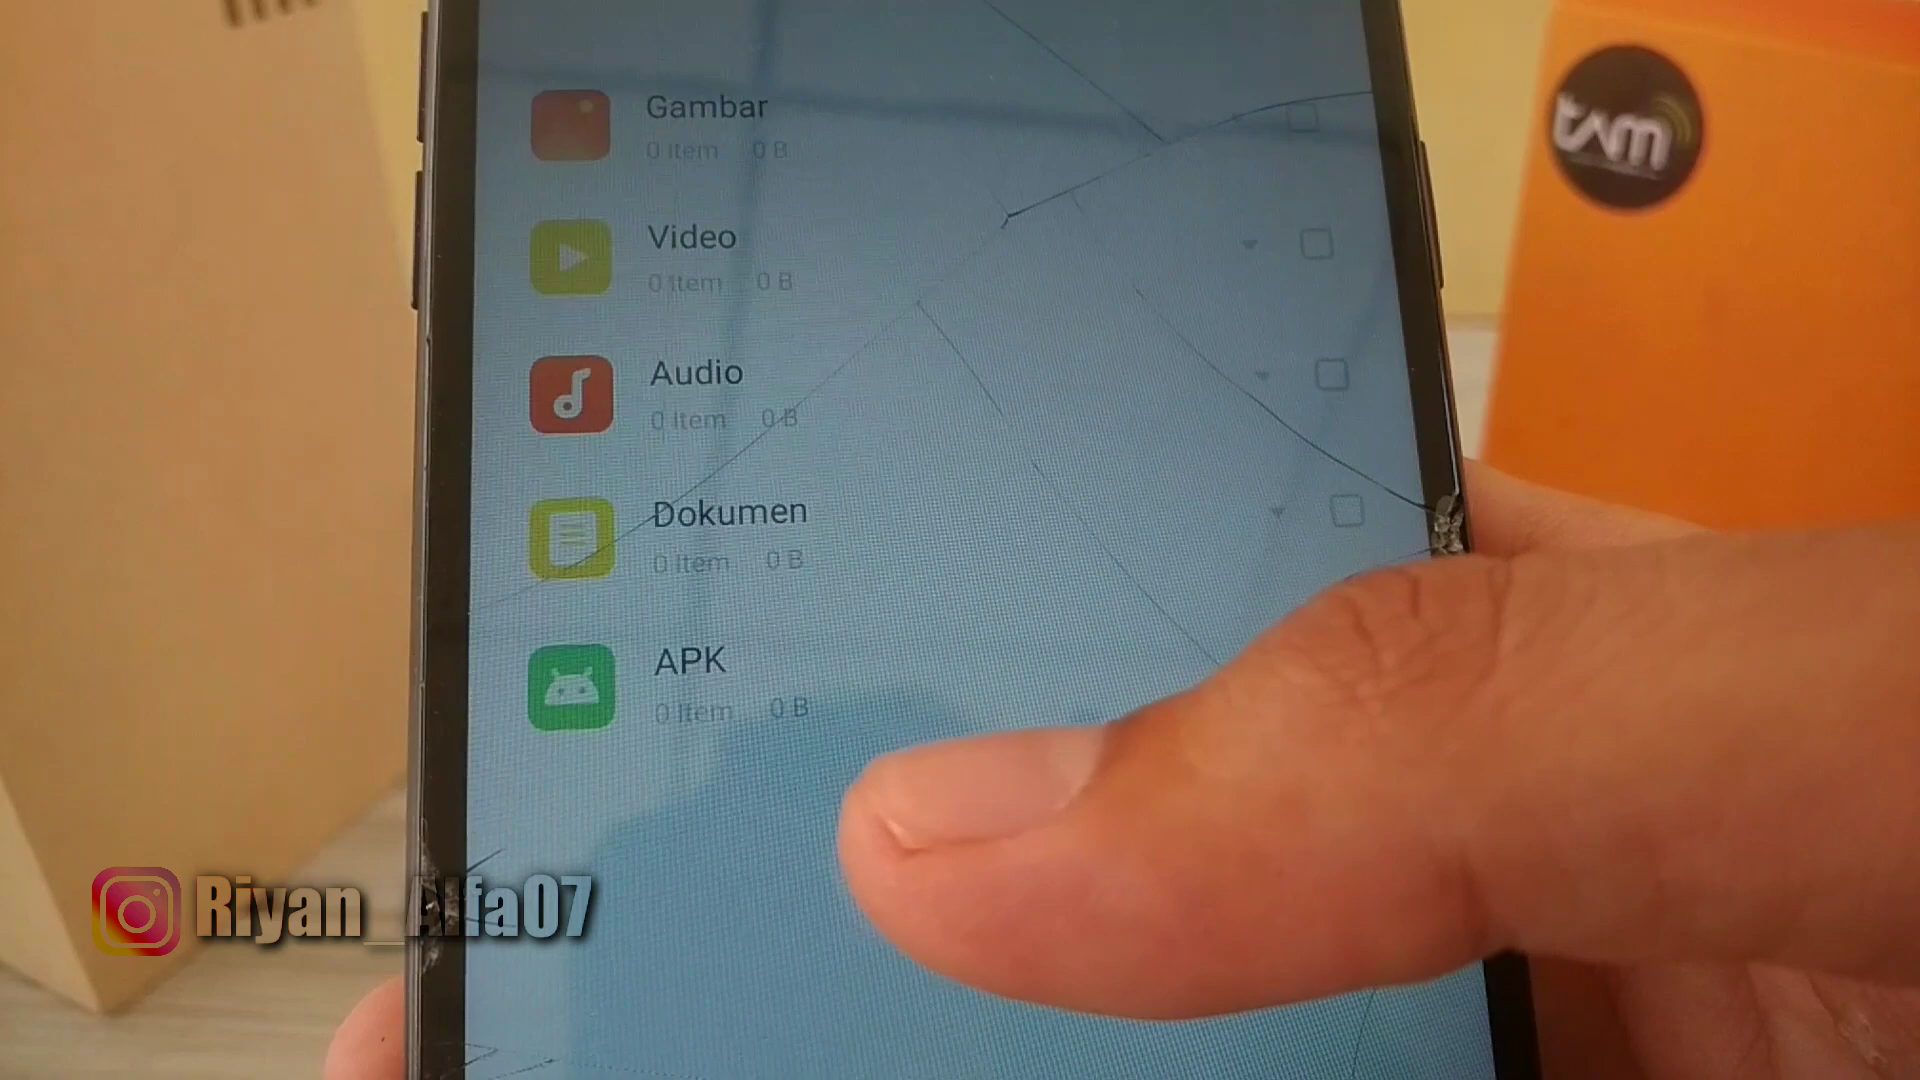 Gambar
0 Item 0 B
Video
0 Item 0 B
Audio
0 Item 0 B
Dokumen
0 Item 0 B
APK
0 Item 0 B
Riyan_Alfa07
tam